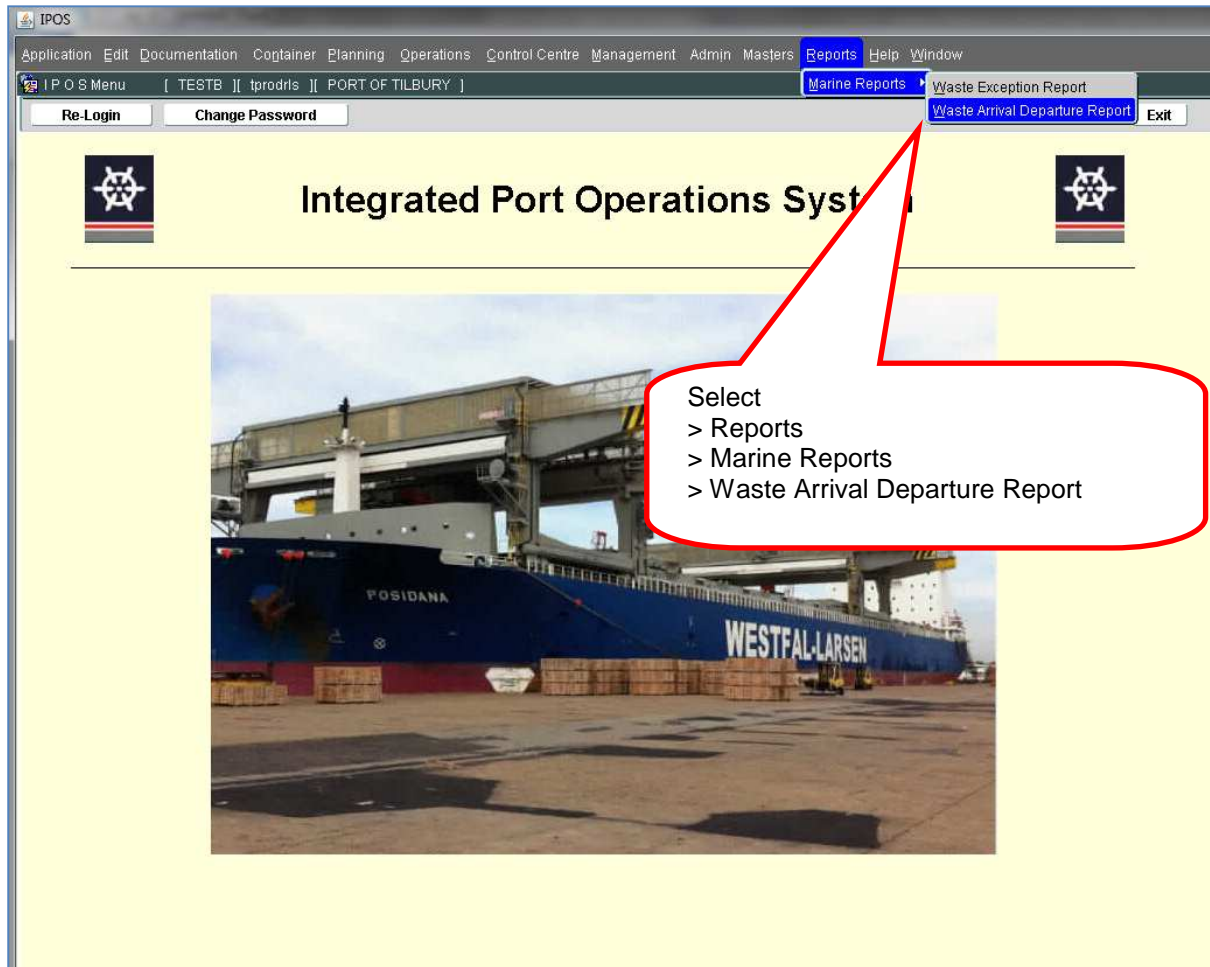 IPOS
Application Edit Documentation Container Planning Operations Control Centre Management Admin Masters Reports Help Window
I P O S Menu [ TESTB ][ tprodrls ][ PORT OF TILBURY ] Marine Reports Waste Exception Report
Waste Arrival Departure Report
Re-Login Change Password Exit
Integrated Port Operations System
Select
> Reports
> Marine Reports
> Waste Arrival Departure Report
POSIDANA
WESTFAL-LARSEN